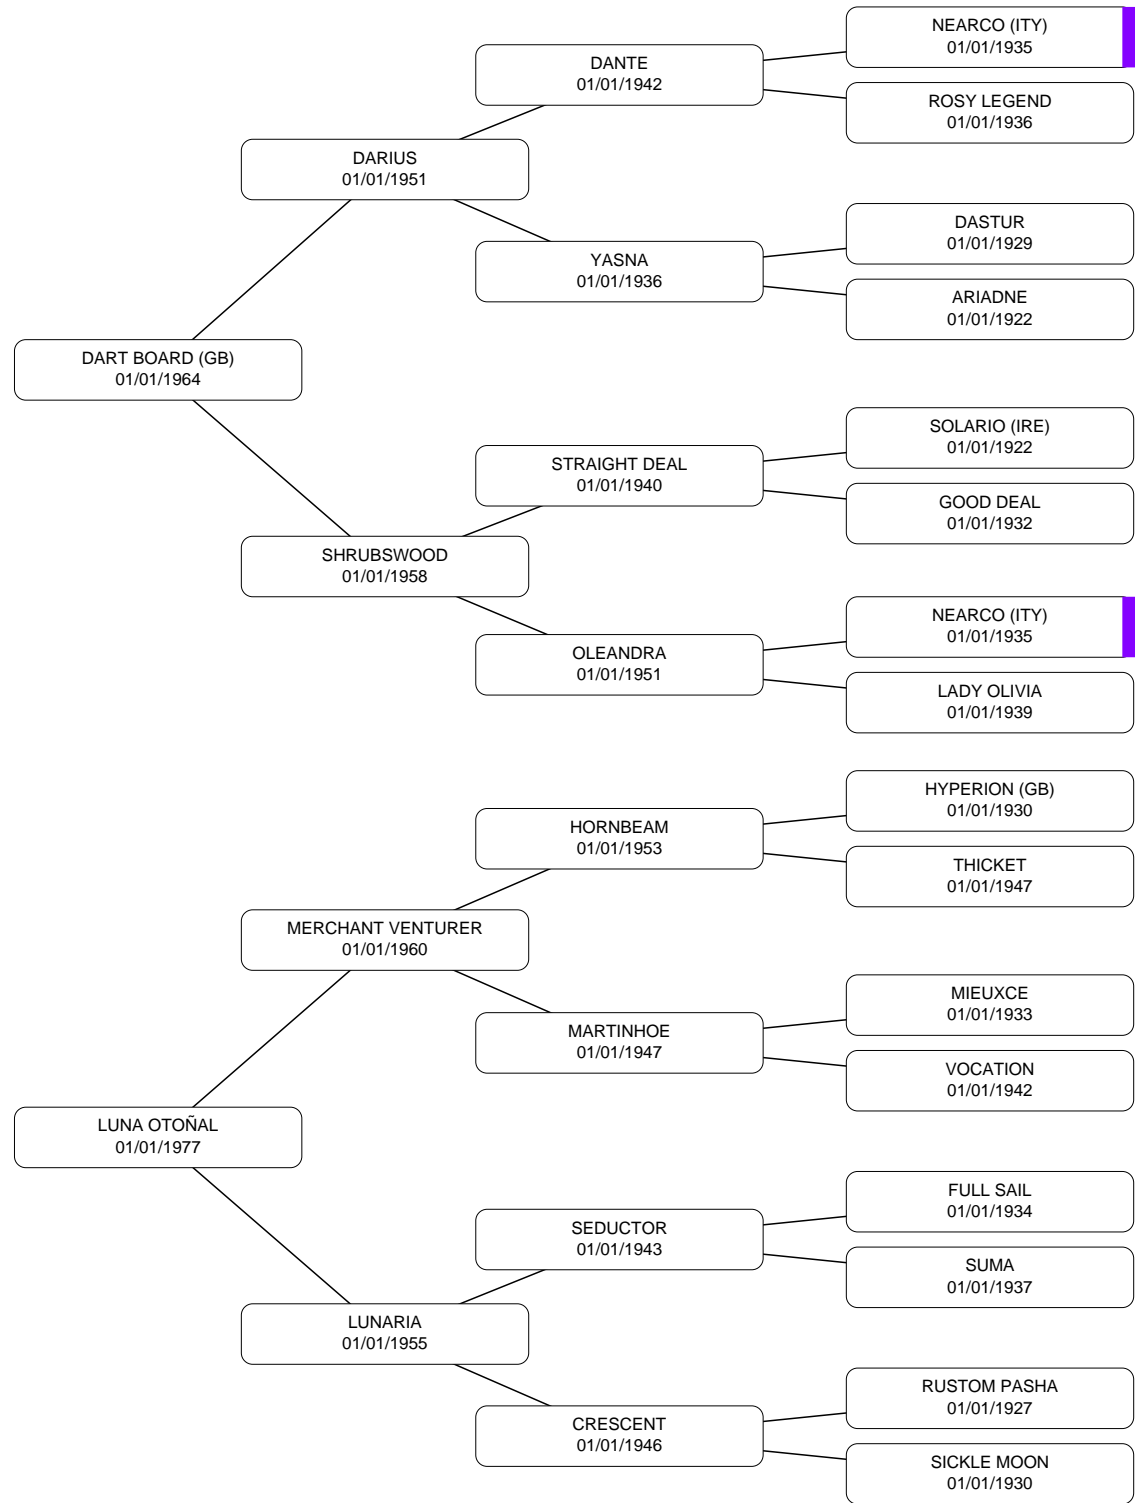 NEARCO (ITY)
01/01/1935
DANTE
01/01/1942
ROSY LEGEND
01/01/1936
DARIUS
01/01/1951
DASTUR
01/01/1929
YASNA
01/01/1936
ARIADNE
01/01/1922
DART BOARD (GB)
01/01/1964
SOLARIO (IRE)
01/01/1922
STRAIGHT DEAL
01/01/1940
GOOD DEAL
01/01/1932
SHRUBSWOOD
01/01/1958
NEARCO (ITY)
01/01/1935
OLEANDRA
01/01/1951
LADY OLIVIA
01/01/1939
HYPERION (GB)
01/01/1930
HORNBEAM
01/01/1953
THICKET
01/01/1947
MERCHANT VENTURER
01/01/1960
MIEUXCE
01/01/1933
MARTINHOE
01/01/1947
VOCATION
01/01/1942
LUNA OTOÑAL
01/01/1977
FULL SAIL
01/01/1934
SEDUCTOR
01/01/1943
SUMA
01/01/1937
LUNARIA
01/01/1955
RUSTOM PASHA
01/01/1927
CRESCENT
01/01/1946
SICKLE MOON
01/01/1930